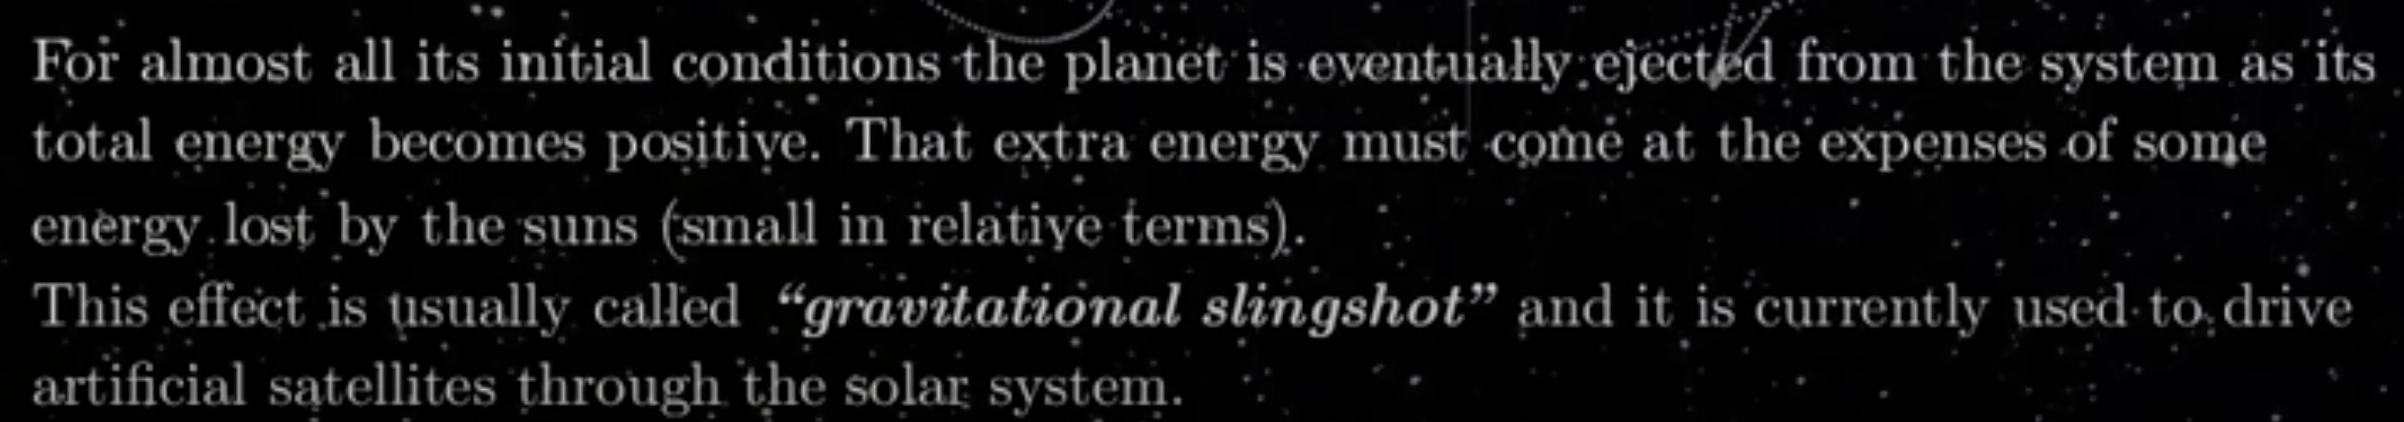 For almost all its initial conditions the planet is eventually ejected from the system as its
total energy becomes positive. That extra energy must come at the expenses of some
energy lost by the suns (small in relative terms).
This effect is usually called “gravitational slingshot” and it is currently used to drive
artificial satellites through the solar system.